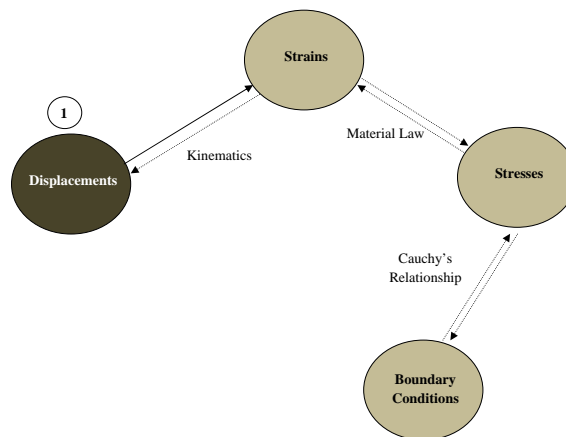 Strains
1
Material Law
Kinematics
Displacements
Stresses
Cauchy's
Relationship
Boundary
Conditions